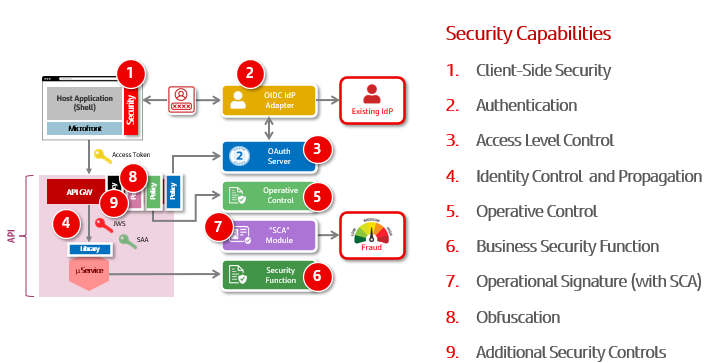 Security Capabilities
1. Client-Side Security
2. Authentication
3. Access Level Control
4. Identity Control and Propagation
5. Operative Control
6. Business Security Function
7. Operational Signature (with SCA)
8. Obfuscation
9. Additional Security Controls
1
2
Host Application
(Shell)
Security
Microfront
XXXX
OIDC IdP
Adapter
Existing IdP
Access Token
2
OAuth
Server
3
8
API GW
Policy
Policy
Policy
9
Operative
Control
5
4
JWS
7
"SCA"
Module
Fraud
SAA
API
Library
µService
Security
Function
6